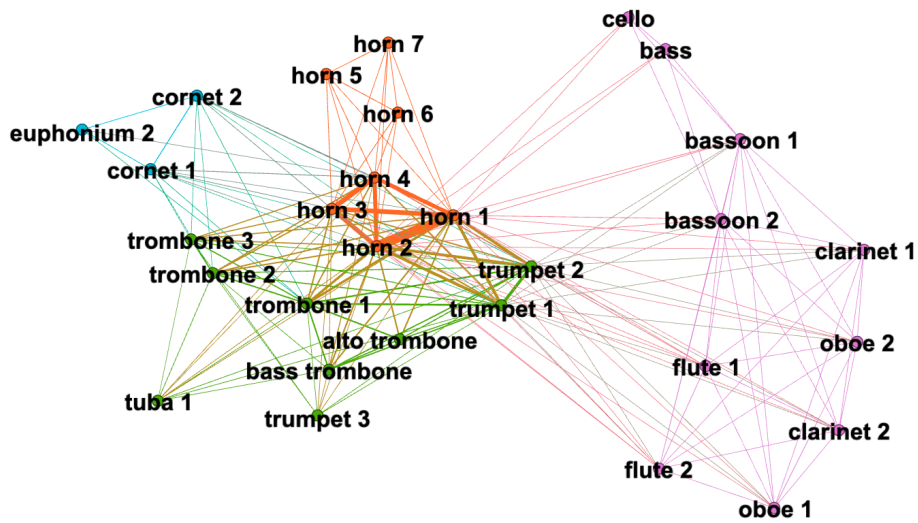 cello
horn 7
bass
horn 5
cornet 2
horn 6
euphonium 2
bassoon 1
cornet 1
horn 4
horn 3
horn 1
bassoon 2
trombone 3
horn 2
clarinet 1
trombone 2
trumpet 2
trombone 1
trumpet 1
alto trombone
oboe 2
bass trombone
flute 1
tuba 1
trumpet 3
clarinet 2
flute 2
oboe 1